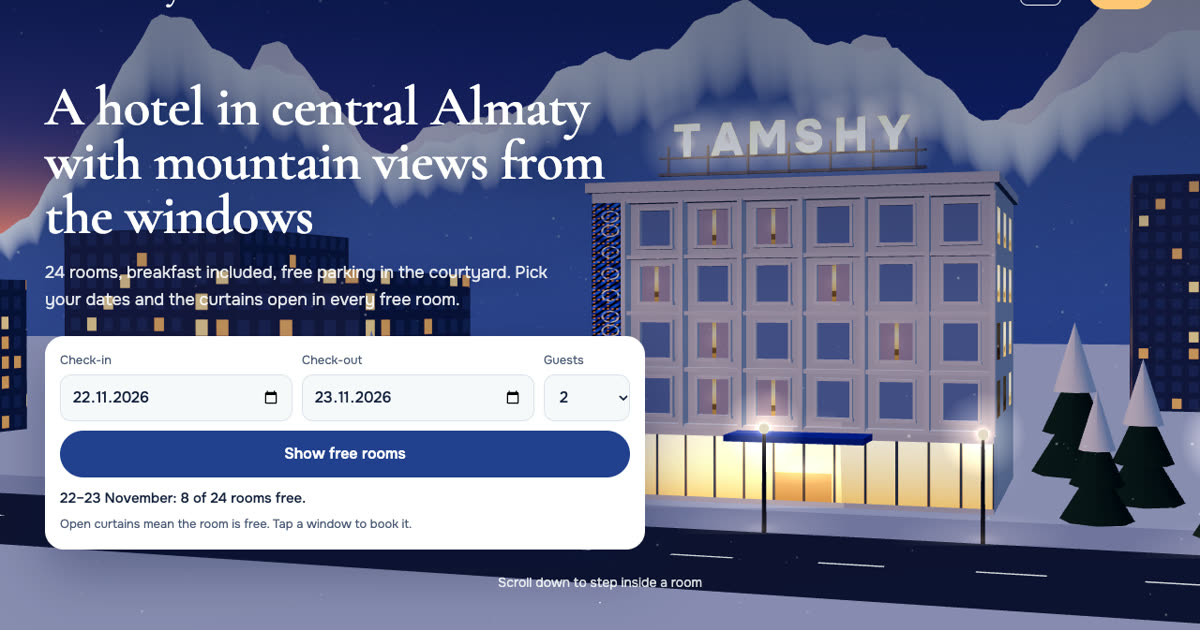 A hotel in central Almaty
with mountain views from
the windows
24 rooms, breakfast included, free parking in the courtyard. Pick
your dates and the curtains open in every free room.
TAMSHY
Check-in
Check-out
Guests
22.11.2026
23.11.2026
2
Show free rooms
22–23 November: 8 of 24 rooms free.
Open curtains mean the room is free. Tap a window to book it.
Scroll down to step inside a room